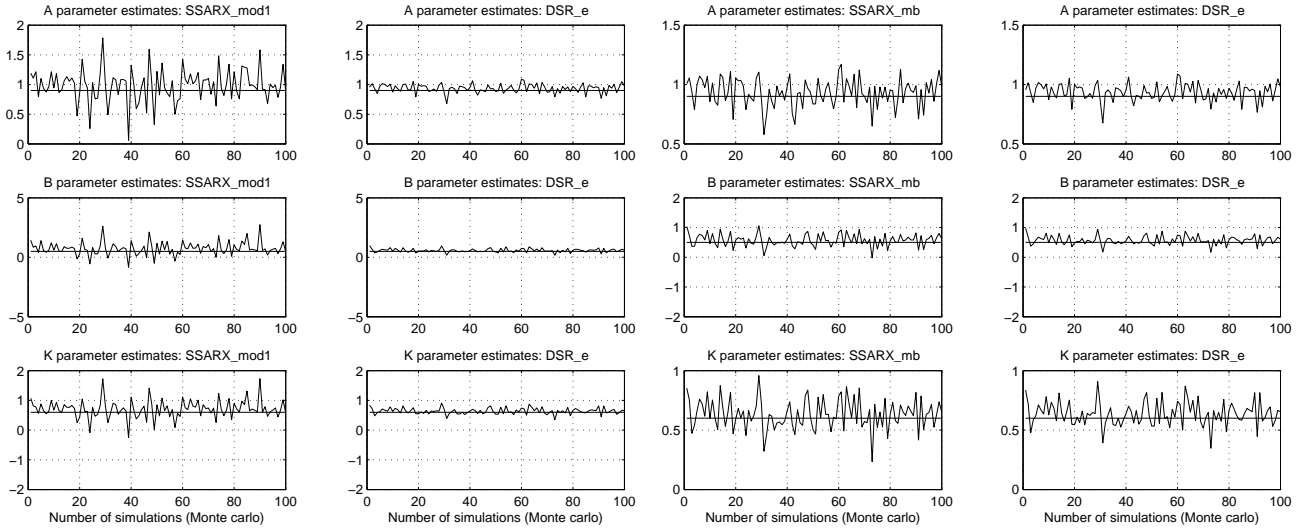 A parameter estimates: SSARX_mod1
2
1.5
1
0.5
0
0 20 40 60 80 100
A parameter estimates: DSR_e
2
1.5
1
0.5
0
0 20 40 60 80 100
A parameter estimates: SSARX_mb
1.5
1
0.5
0 20 40 60 80 100
A parameter estimates: DSR_e
1.5
1
0.5
0 20 40 60 80 100
B parameter estimates: SSARX_mod1
5
0
−5
0 20 40 60 80 100
B parameter estimates: DSR_e
5
0
−5
0 20 40 60 80 100
B parameter estimates: SSARX_mb
2
1
0
−1
−2
0 20 40 60 80 100
B parameter estimates: DSR_e
2
1
0
−1
−2
0 20 40 60 80 100
K parameter estimates: SSARX_mod1
2
1
0
−1
−2
0 20 40 60 80 100
Number of simulations (Monte carlo)
K parameter estimates: DSR_e
2
1
0
−1
−2
0 20 40 60 80 100
Number of simulations (Monte carlo)
K parameter estimates: SSARX_mb
1
0.5
0
0 20 40 60 80 100
Number of simulations (Monte carlo)
K parameter estimates: DSR_e
1
0.5
0
0 20 40 60 80 100
Number of simulations (Monte carlo)